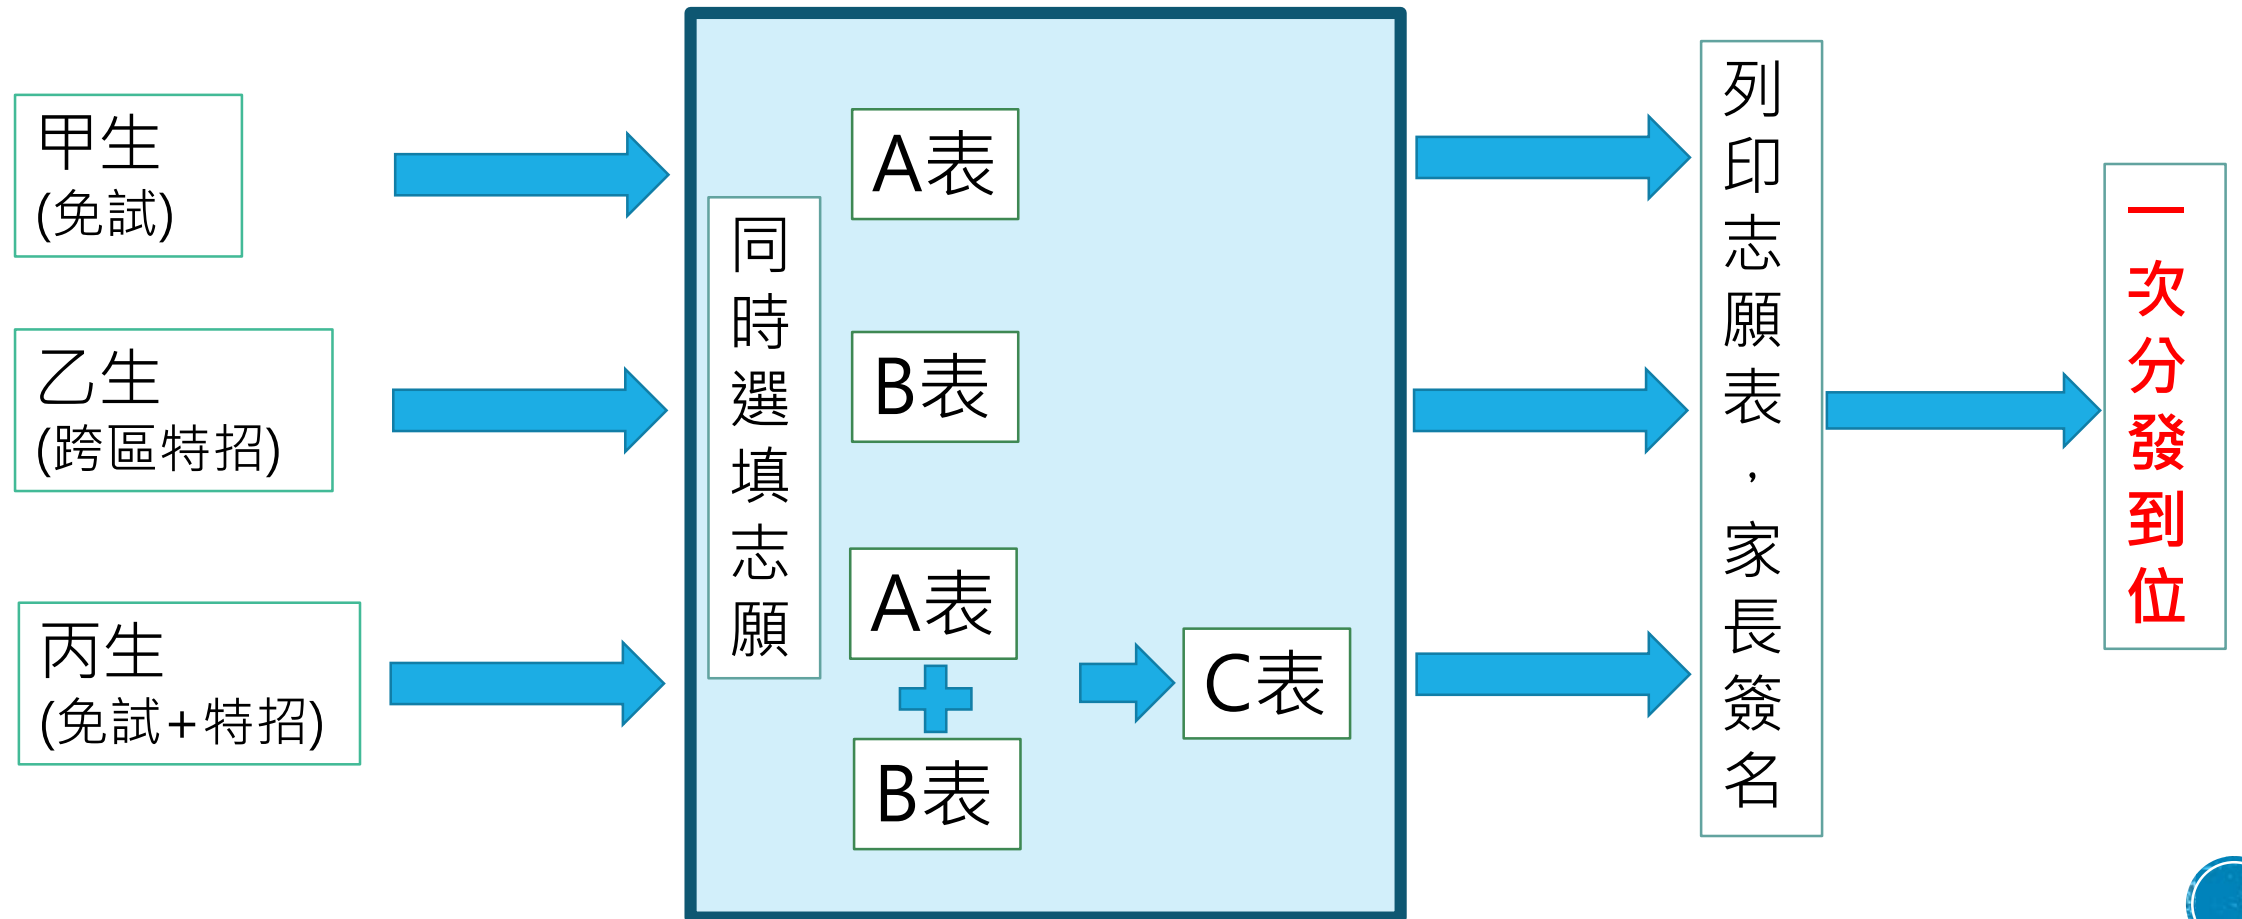 甲生
(免試)
乙生
(跨區特招)
丙生
(免試+特招)
同時選填志願
A表
B表
A表
B表
C表
列印志願表，家長簽名
一次分發到位